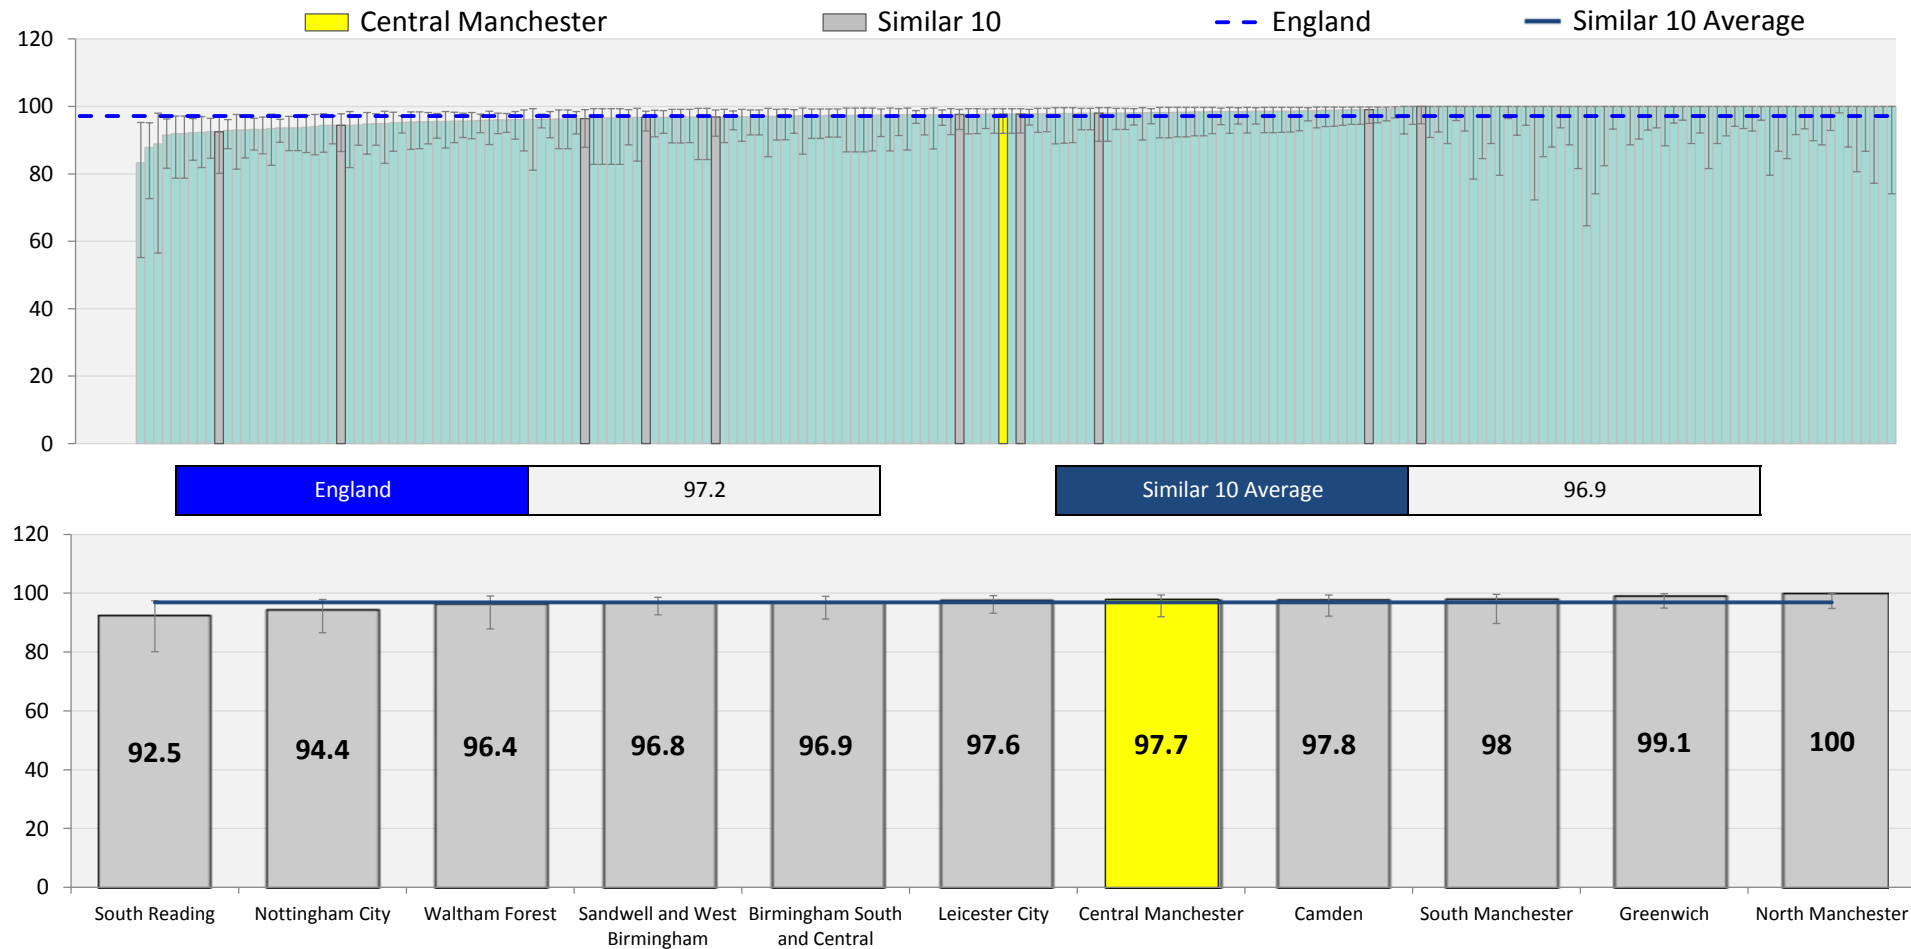 Central Manchester Similar 10 England Similar 10 Average
120
100
80
60
40
20
0
England 97.2 Similar 10 Average 96.9
120
100
80
60
40
20
0
92.5 94.4 96.4 96.8 96.9 97.6 97.7 97.8 98 99.1 100
South Reading Nottingham City Waltham Forest Sandwell and West Birmingham South Leicester City Central Manchester Camden South Manchester Greenwich North Manchester
Birmingham and Central